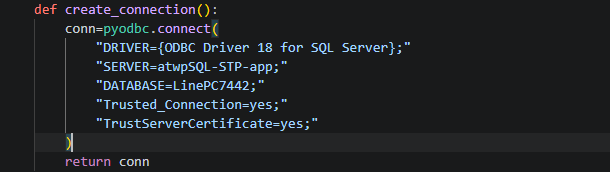 def create_connection():
    conn=pyodbc.connect(
        "DRIVER={ODBC Driver 18 for SQL Server};"
        "SERVER=atwpSQL-STP-app;"
        "DATABASE=LinePC7442;"
        "Trusted_Connection=yes;"
        "TrustServerCertificate=yes;"
    )
    return conn